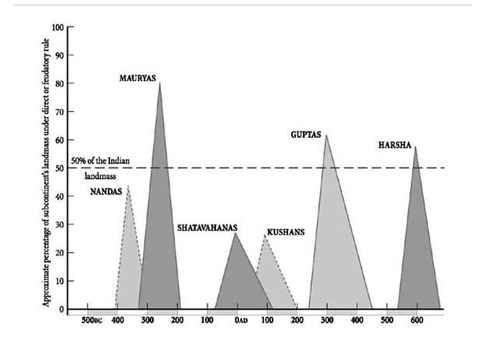 Approximate percentage of subcontinent's landmass under direct or feudatory rule
100
90
80
70
60
50
40
30
20
10
0
MAURYAS
GUPTAS
HARSHA
50% of the Indian
landmass
NANDAS
SHATAVAHANAS
KUSHANS
500BC 400 300 200 100 0AD 100 200 300 400 500 600